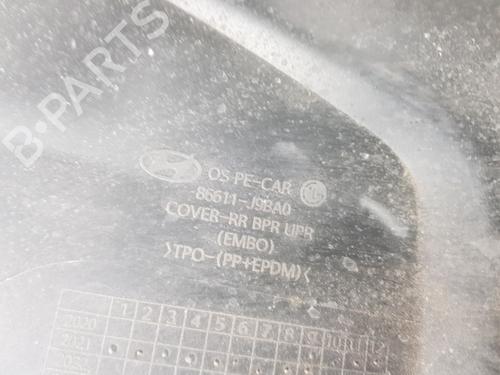 B-PARTS
OS-PE-CAR
86611-J9BA0
COVER-RR BPR UPR
(EMBO)
>TPO-(PP+EPDM)<
1 2 3 4 5 6 7 8 9 10 11 12
2020
2021